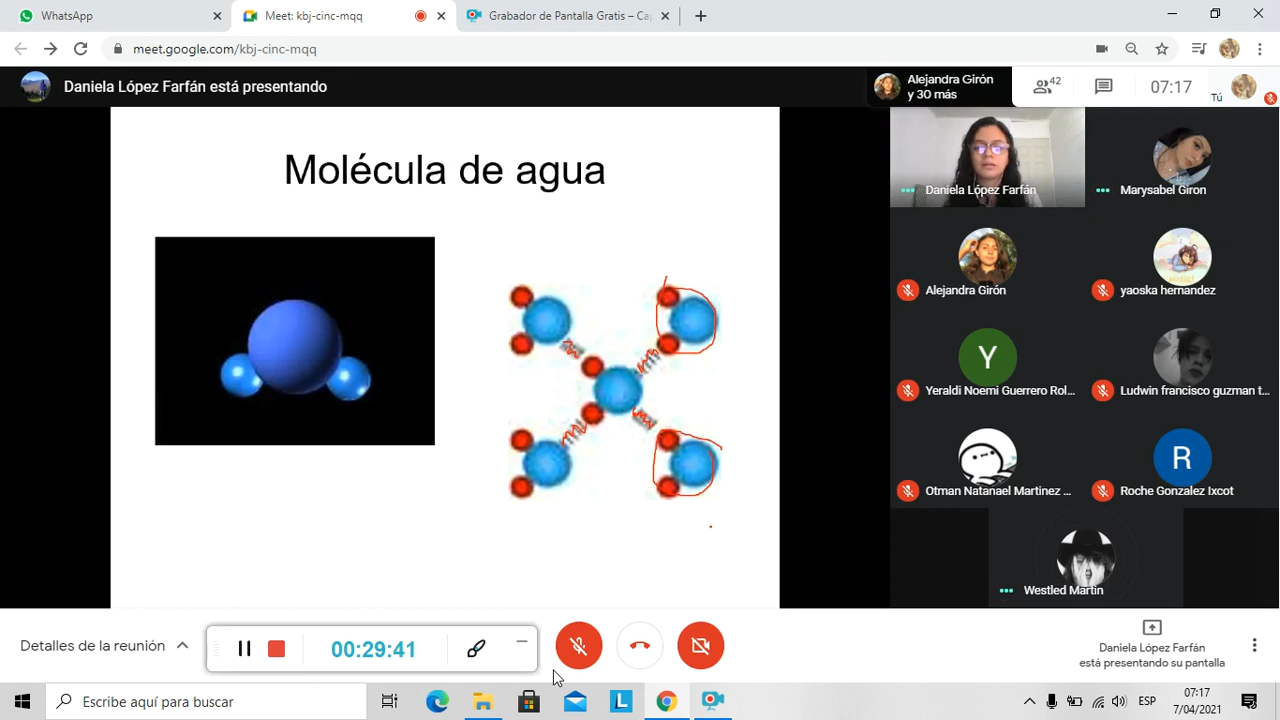 WhatsApp
Meet: kbj-cinc-mqq
Grabador de Pantalla Gratis – Ca
meet.google.com/kbj-cinc-mqq
Daniela López Farfán está presentando
Alejandra Girón
y 30 más
42
07:17
Tú
Molécula de agua
Daniela López Farfán
Marysabel Giron
Alejandra Girón
yaoska hernandez
Y
Yeraldi Noemi Guerrero Rol...
Ludwin francisco guzman t...
Otman Natanael Martinez ...
R
Roche Gonzalez Ixcot
Westled Martin
Detalles de la reunión
00:29:41
Daniela López Farfán
está presentando su pantalla
Escribe aquí para buscar
L
ESP
07:17
7/04/2021